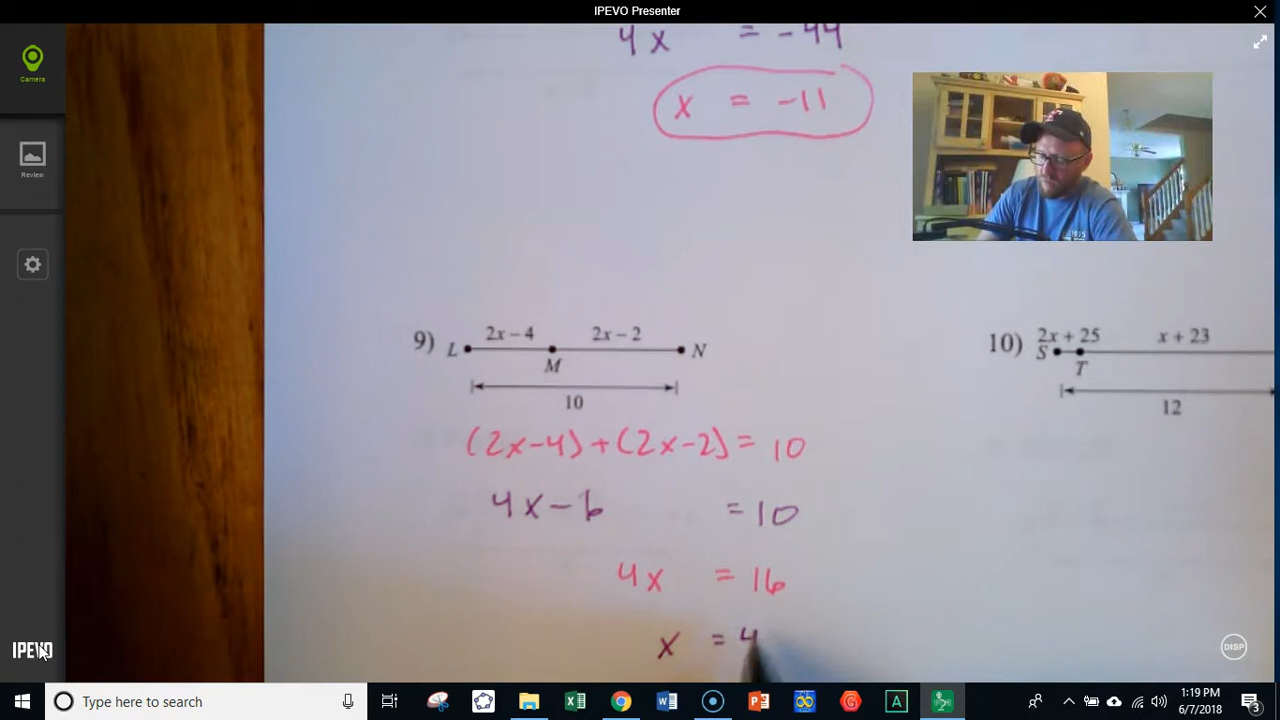 IPEVO Presenter
Camera
Review
4x = -44
x = -11
9) L 2x – 4 M 2x – 2 N
10
(2x-4) + (2x-2) = 10
4x - 6 = 10
4x = 16
x = 4
10) S 2x + 25 T x + 23
12
IPEVO
DISP
Type here to search
1:19 PM
6/7/2018
3